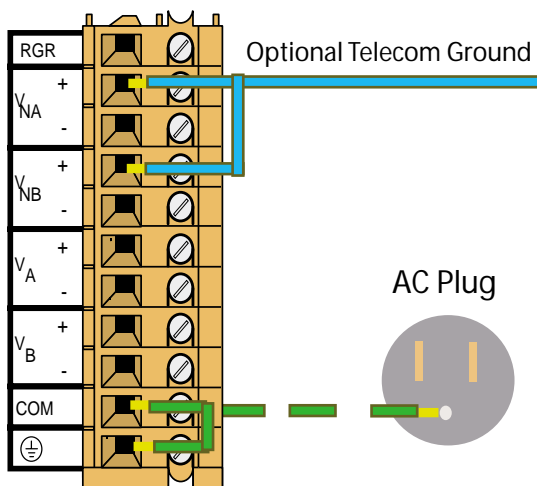 RGR
Optional Telecom Ground
VNA + -
VNB + -
VA + -
AC Plug
VB + -
COM